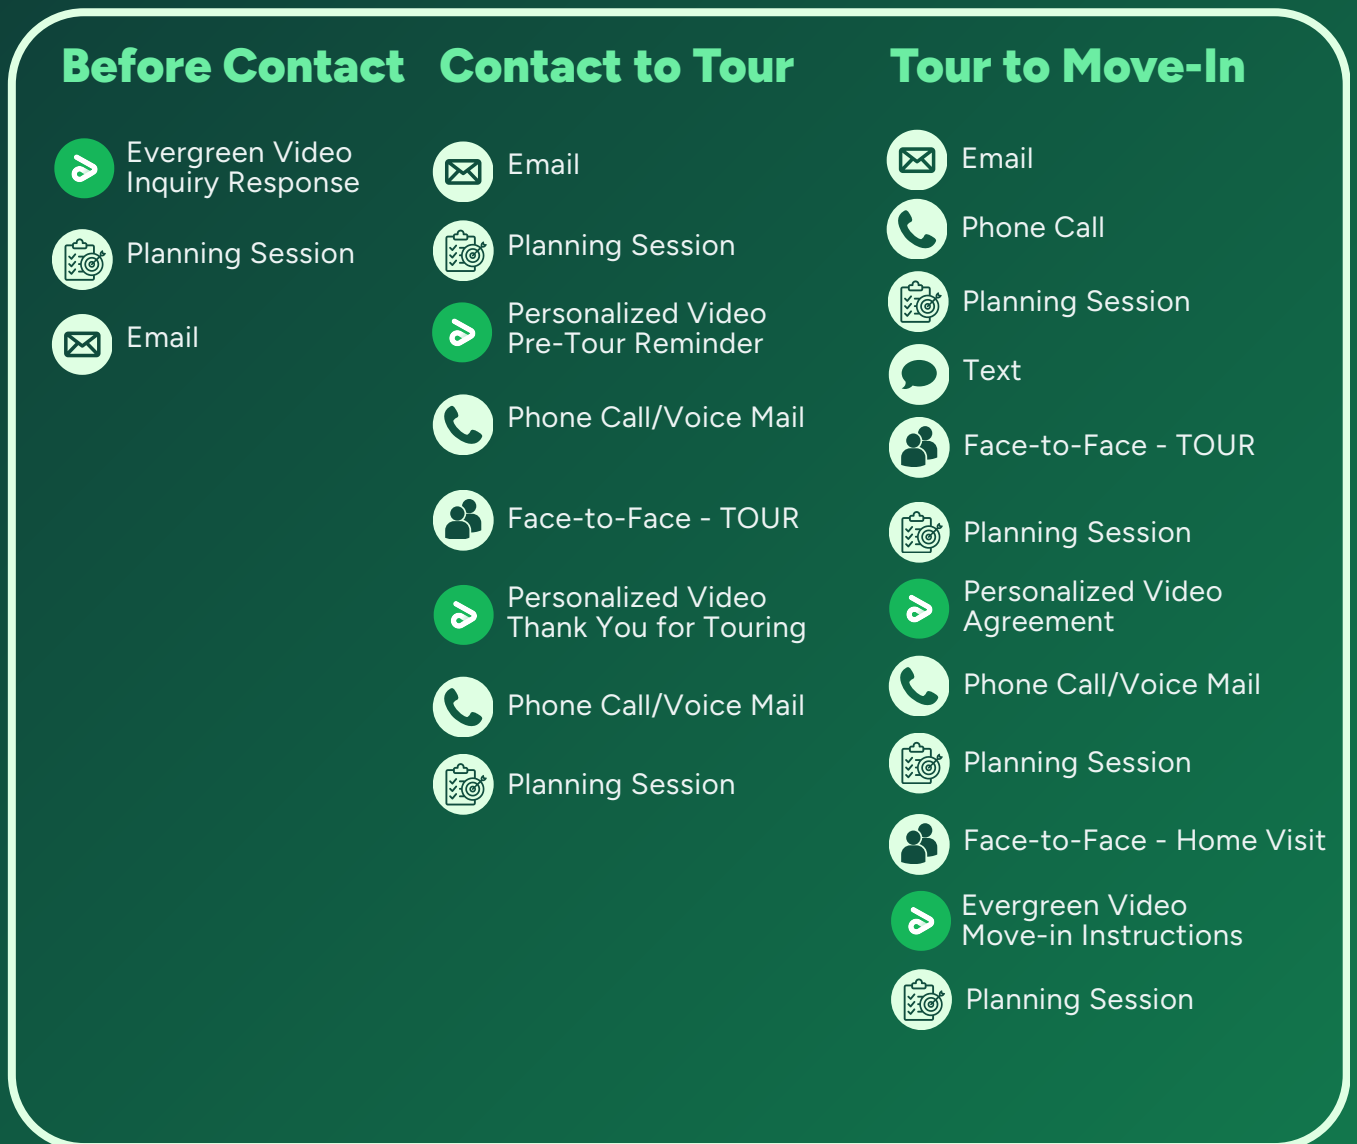 Before Contact
Evergreen Video
Inquiry Response
Planning Session
Email
Contact to Tour
Email
Planning Session
Personalized Video
Pre-Tour Reminder
Phone Call/Voice Mail
Face-to-Face - TOUR
Personalized Video
Thank You for Touring
Phone Call/Voice Mail
Planning Session
Tour to Move-In
Email
Phone Call
Planning Session
Text
Face-to-Face - TOUR
Planning Session
Personalized Video
Agreement
Phone Call/Voice Mail
Planning Session
Face-to-Face - Home Visit
Evergreen Video
Move-in Instructions
Planning Session